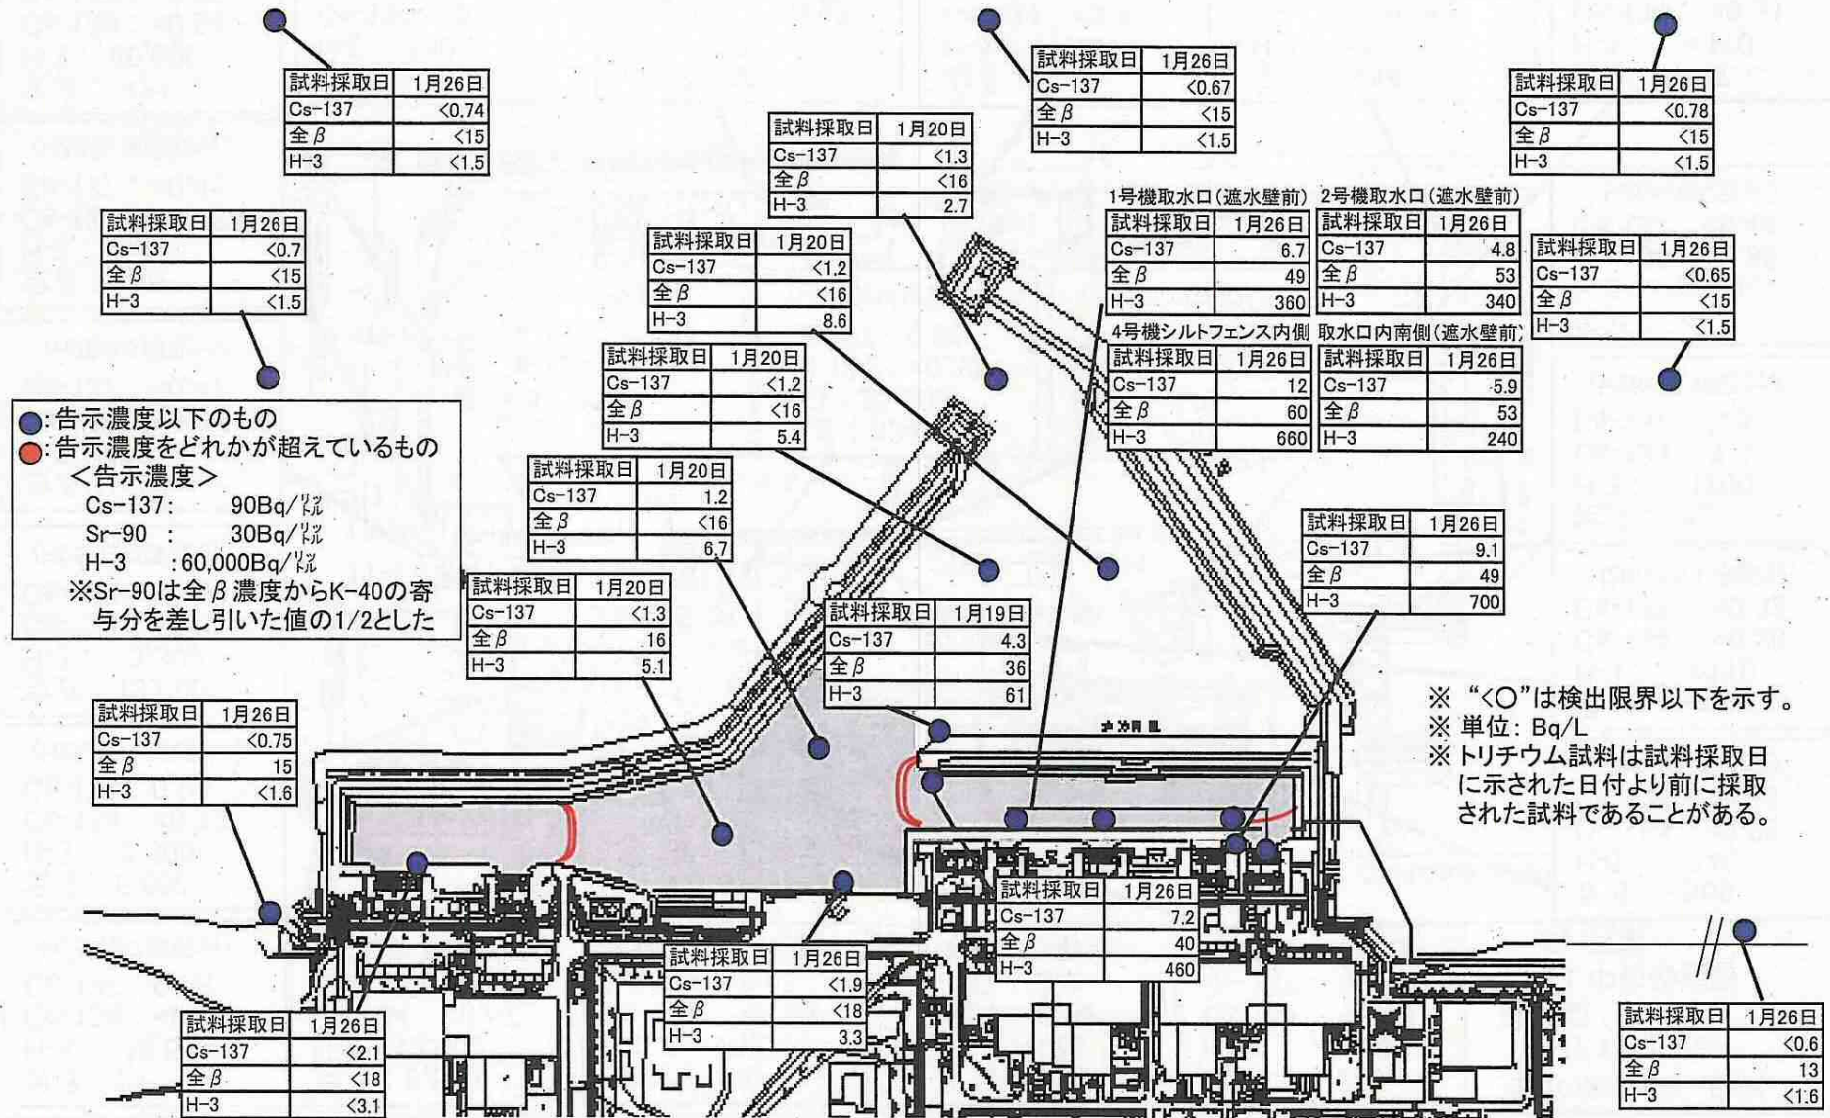 試料採取日 1月26日
Cs-137 <0.74
全β <15
H-3 <1.5
試料採取日 1月26日
Cs-137 <0.67
全β <15
H-3 <1.5
試料採取日 1月26日
Cs-137 <0.78
全β <15
H-3 <1.5
試料採取日 1月20日
Cs-137 <1.3
全β <16
H-3 2.7
試料採取日 1月26日
Cs-137 <0.7
全β <15
H-3 <1.5
試料採取日 1月20日
Cs-137 <1.2
全β <16
H-3 8.6
1号機取水口(遮水壁前)
試料採取日 1月26日
Cs-137 6.7
全β 49
H-3 360
2号機取水口(遮水壁前)
試料採取日 1月26日
Cs-137 4.8
全β 53
H-3 340
試料採取日 1月26日
Cs-137 <0.65
全β <15
H-3 <1.5
4号機シルトフェンス内側
試料採取日 1月26日
Cs-137 12
全β 60
H-3 660
取水口内南側(遮水壁前)
試料採取日 1月26日
Cs-137 5.9
全β 53
H-3 240
試料採取日 1月20日
Cs-137 <1.2
全β <16
H-3 5.4
:告示濃度以下のもの
:告示濃度をどれかが超えているもの
<告示濃度>
Cs-137: 90Bq/㍑
Sr-90 : 30Bq/㍑
H-3 :60,000Bq/㍑
※Sr-90は全β濃度からK-40の寄
与分を差し引いた値の1/2とした
試料採取日 1月20日
Cs-137 1.2
全β <16
H-3 6.7
試料採取日 1月26日
Cs-137 9.1
全β 49
H-3 700
試料採取日 1月20日
Cs-137 <1.3
全β 16
H-3 5.1
試料採取日 1月19日
Cs-137 4.3
全β 36
H-3 61
※ “<○”は検出限界以下を示す。
※ 単位: Bq/L
※ トリチウム試料は試料採取日
に示された日付より前に採取
された試料であることがある。
試料採取日 1月26日
Cs-137 <0.75
全β 15
H-3 <1.6
試料採取日 1月26日
Cs-137 7.2
全β 40
H-3 460
試料採取日 1月26日
Cs-137 <1.9
全β <18
H-3 3.3
試料採取日 1月26日
Cs-137 <2.1
全β <18
H-3 <3.1
試料採取日 1月26日
Cs-137 <0.6
全β 13
H-3 <1.6